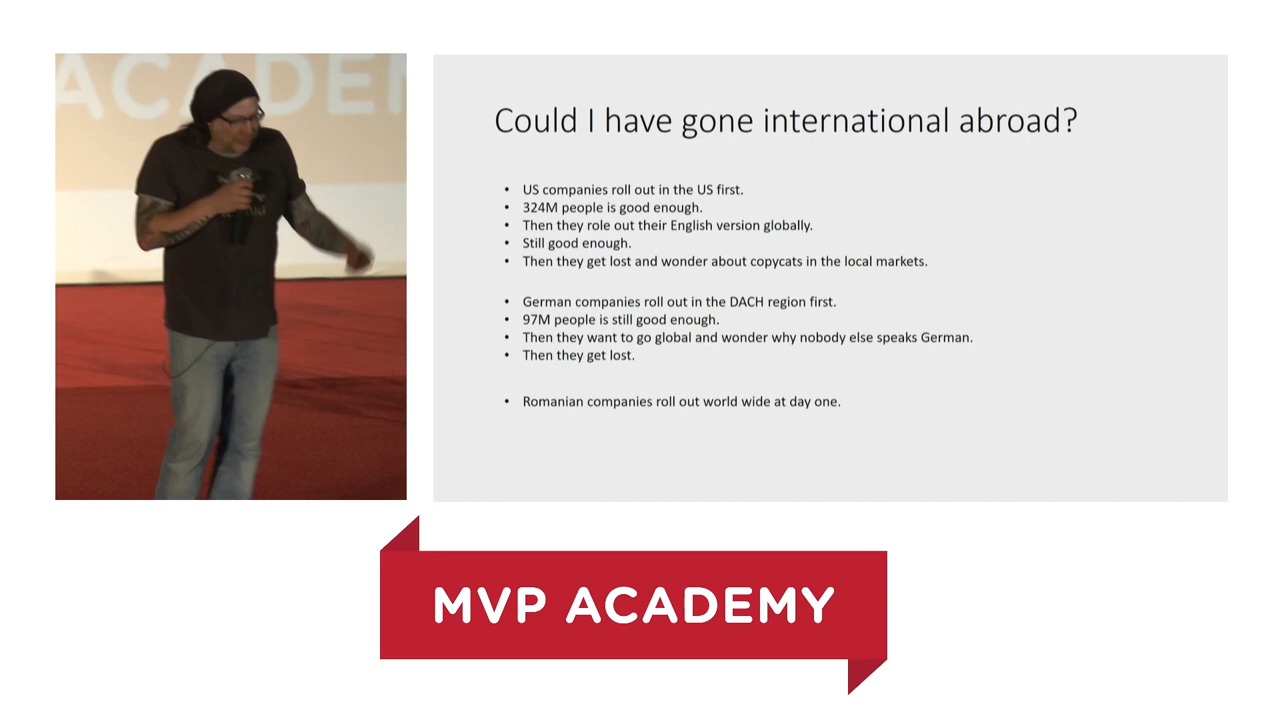 ACADEM
Could I have gone international abroad?
• US companies roll out in the US first.
• 324M people is good enough.
• Then they role out their English version globally.
• Still good enough.
• Then they get lost and wonder about copycats in the local markets.
• German companies roll out in the DACH region first.
• 97M people is still good enough.
• Then they want to go global and wonder why nobody else speaks German.
• Then they get lost.
• Romanian companies roll out world wide at day one.
MVP ACADEMY